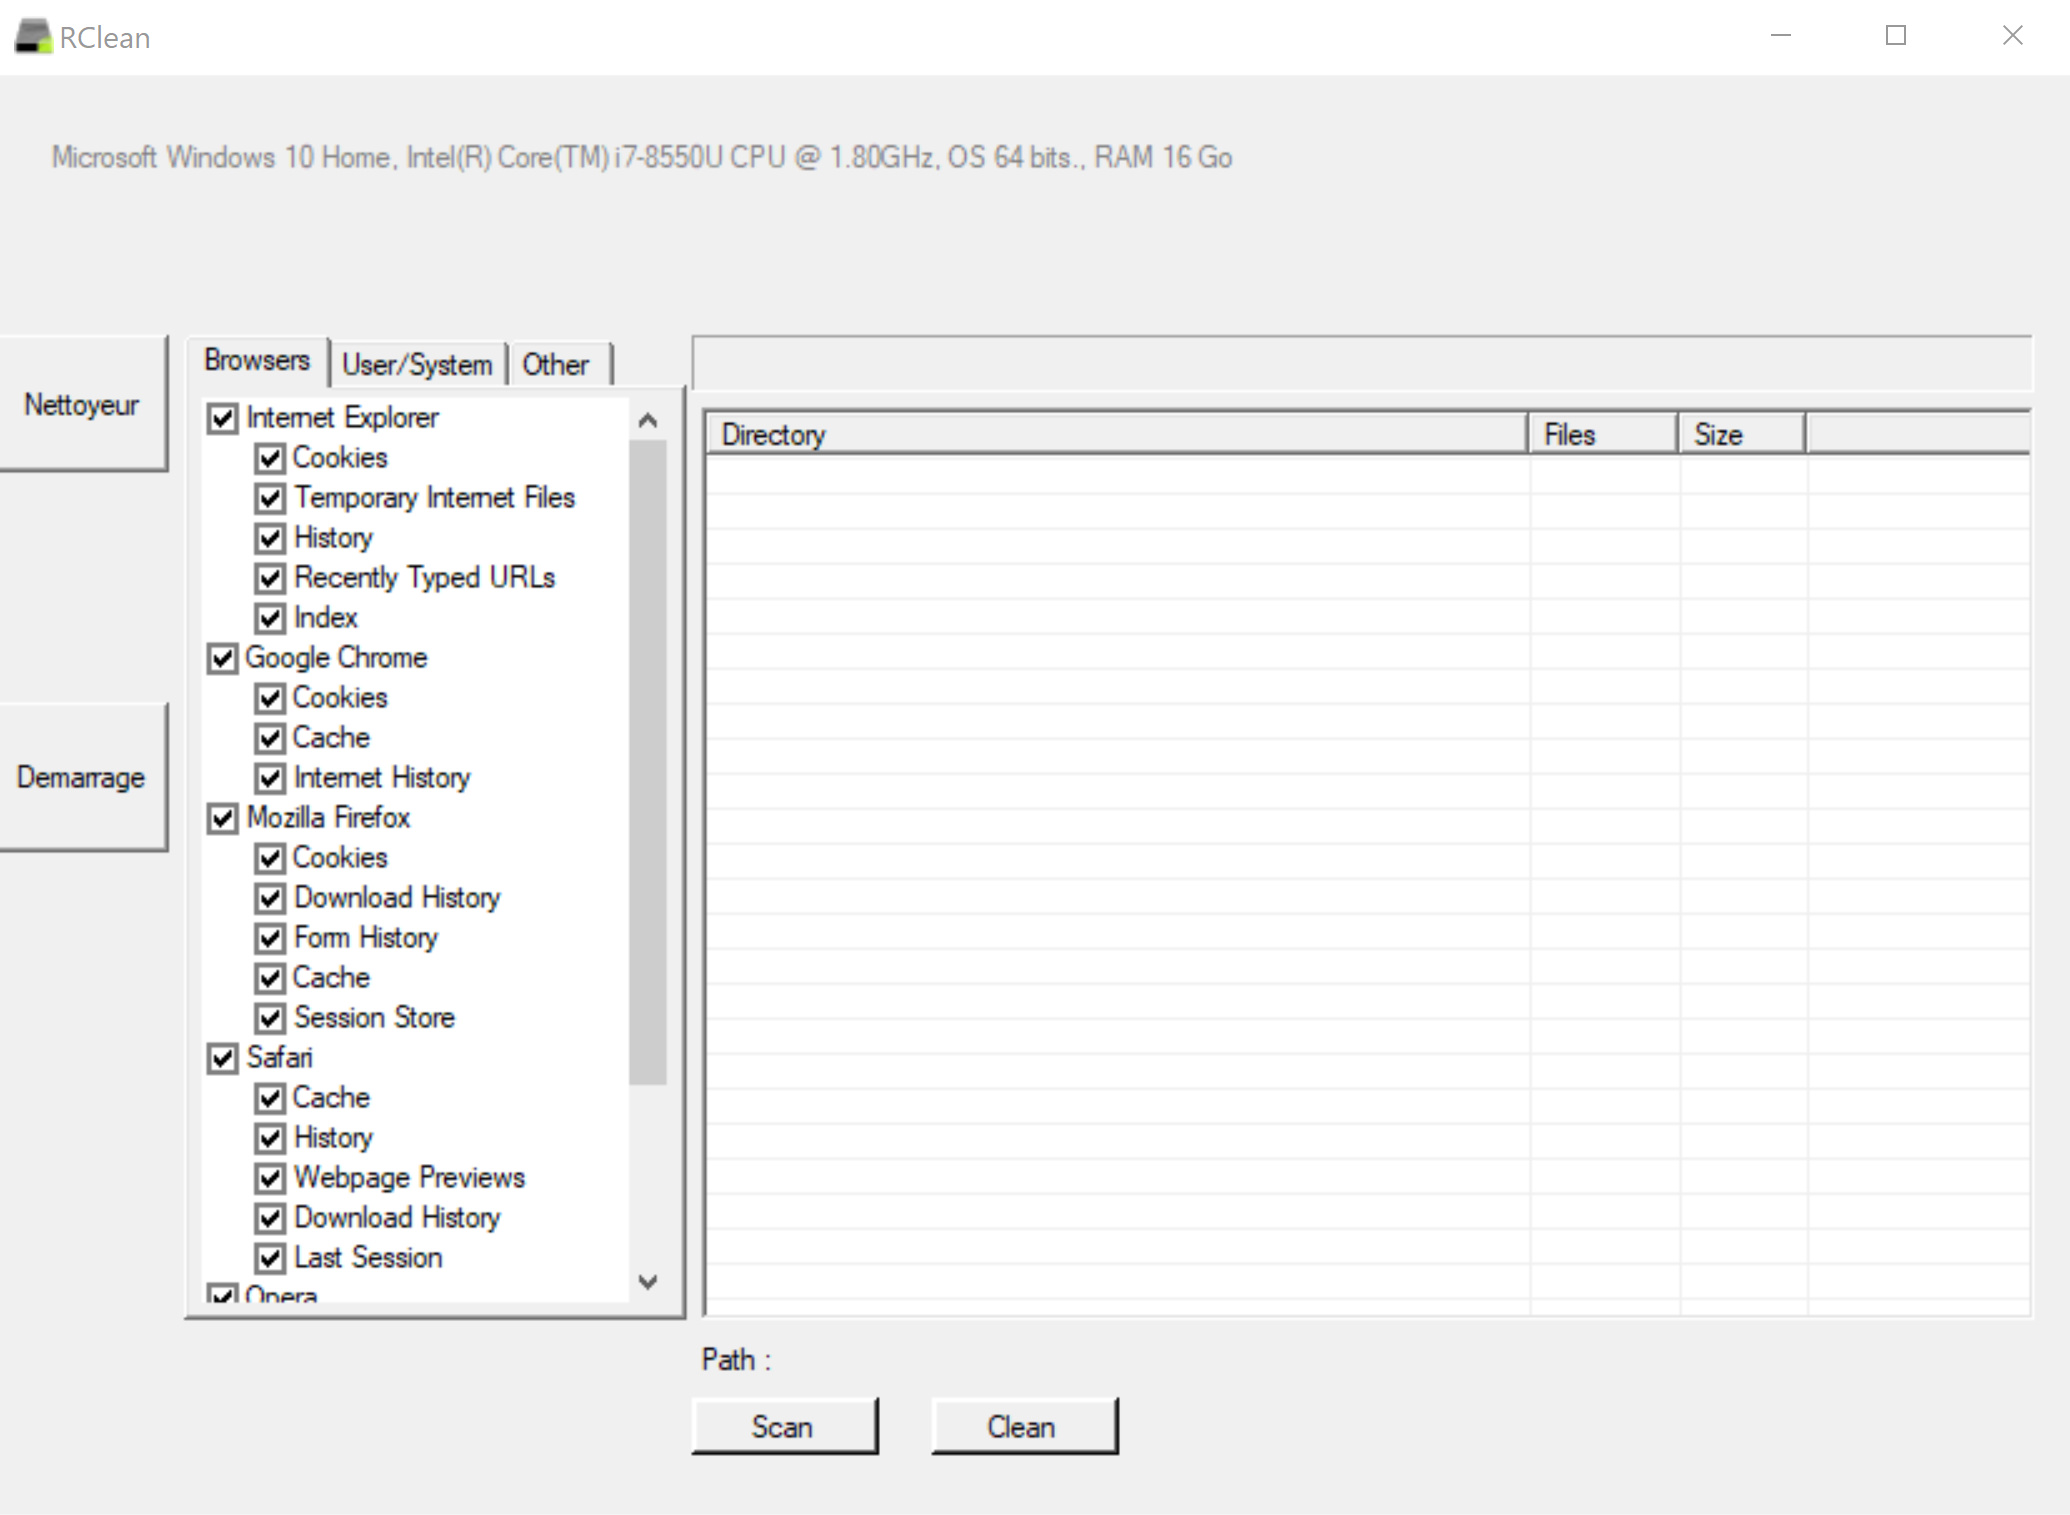 RClean
Microsoft Windows 10 Home, Intel(R) Core(TM) i7-8550U CPU @ 1.80GHz, OS 64 bits., RAM 16 Go
Nettoyeur
Demarrage
Browsers User/System Other
Internet Explorer
Cookies
Temporary Internet Files
History
Recently Typed URLs
Index
Google Chrome
Cookies
Cache
Internet History
Mozilla Firefox
Cookies
Download History
Form History
Cache
Session Store
Safari
Cache
History
Webpage Previews
Download History
Last Session
Opera
Directory Files Size
Path :
Scan Clean